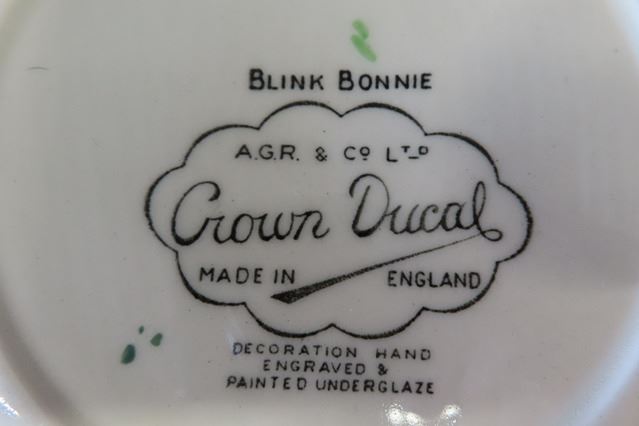 BLINK BONNIE
A.G.R. & Cº LTD
Crown Ducal
MADE IN ENGLAND
DECORATION HAND
ENGRAVED &
PAINTED UNDERGLAZE